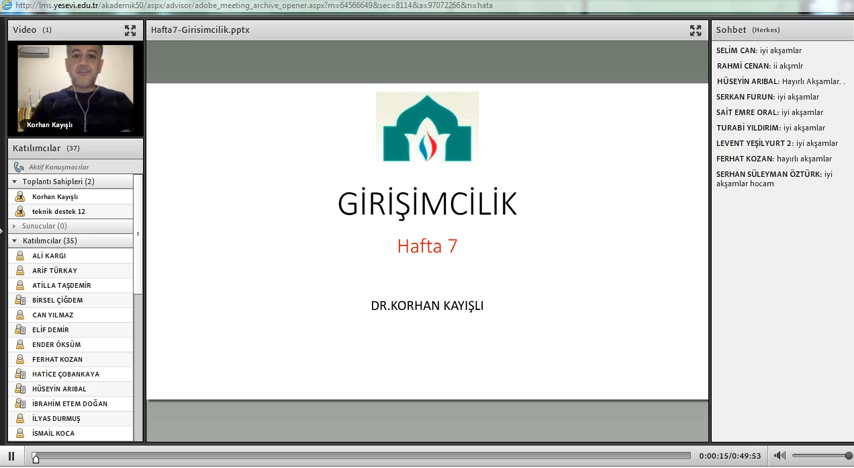 http://lms.yesevi.edu.tr/akademik50/aspx/advisor/adobe_meeting_archive_opener.aspx?m=64566649&sec=8114&a=97072266&n=hata
Video (1)
Korhan Kayışlı
Katılımcılar (37)
Aktif Konuşmacılar
Toplantı Sahipleri (2)
Korhan Kayışlı
teknik destek 12
Sunucular (0)
Katılımcılar (35)
ALİ KARGI
ARİF TÜRKAY
ATİLLA TAŞDEMİR
BİRSEL ÇİĞDEM
CAN YILMAZ
ELİF DEMİR
ENDER ÖKSÜM
FERHAT KOZAN
HATİCE ÇOBANKAYA
HÜSEYİN ARIBAL
İBRAHİM ETEM DOĞAN
İLYAS DURMUŞ
İSMAİL KOCA
Hafta7-Girisimcilik.pptx
GİRİŞİMCİLİK
Hafta 7
DR.KORHAN KAYIŞLI
0:00:15/0:49:53
Sohbet (Herkes)
SELİM CAN: iyi akşamlar
RAHMİ CENAN: ii akşmlr
HÜSEYİN ARIBAL: Hayırlı Akşamlar. .
SERKAN FURUN: iyi akşamlar
SAİT EMRE ORAL: iyi akşamlar
TURABİ YILDIRIM: iyi akşamlar
LEVENT YEŞİLYURT 2: iyi akşamlar
FERHAT KOZAN: hayırlı akşamlar
SERHAN SÜLEYMAN ÖZTÜRK: iyi
akşamlar hocam